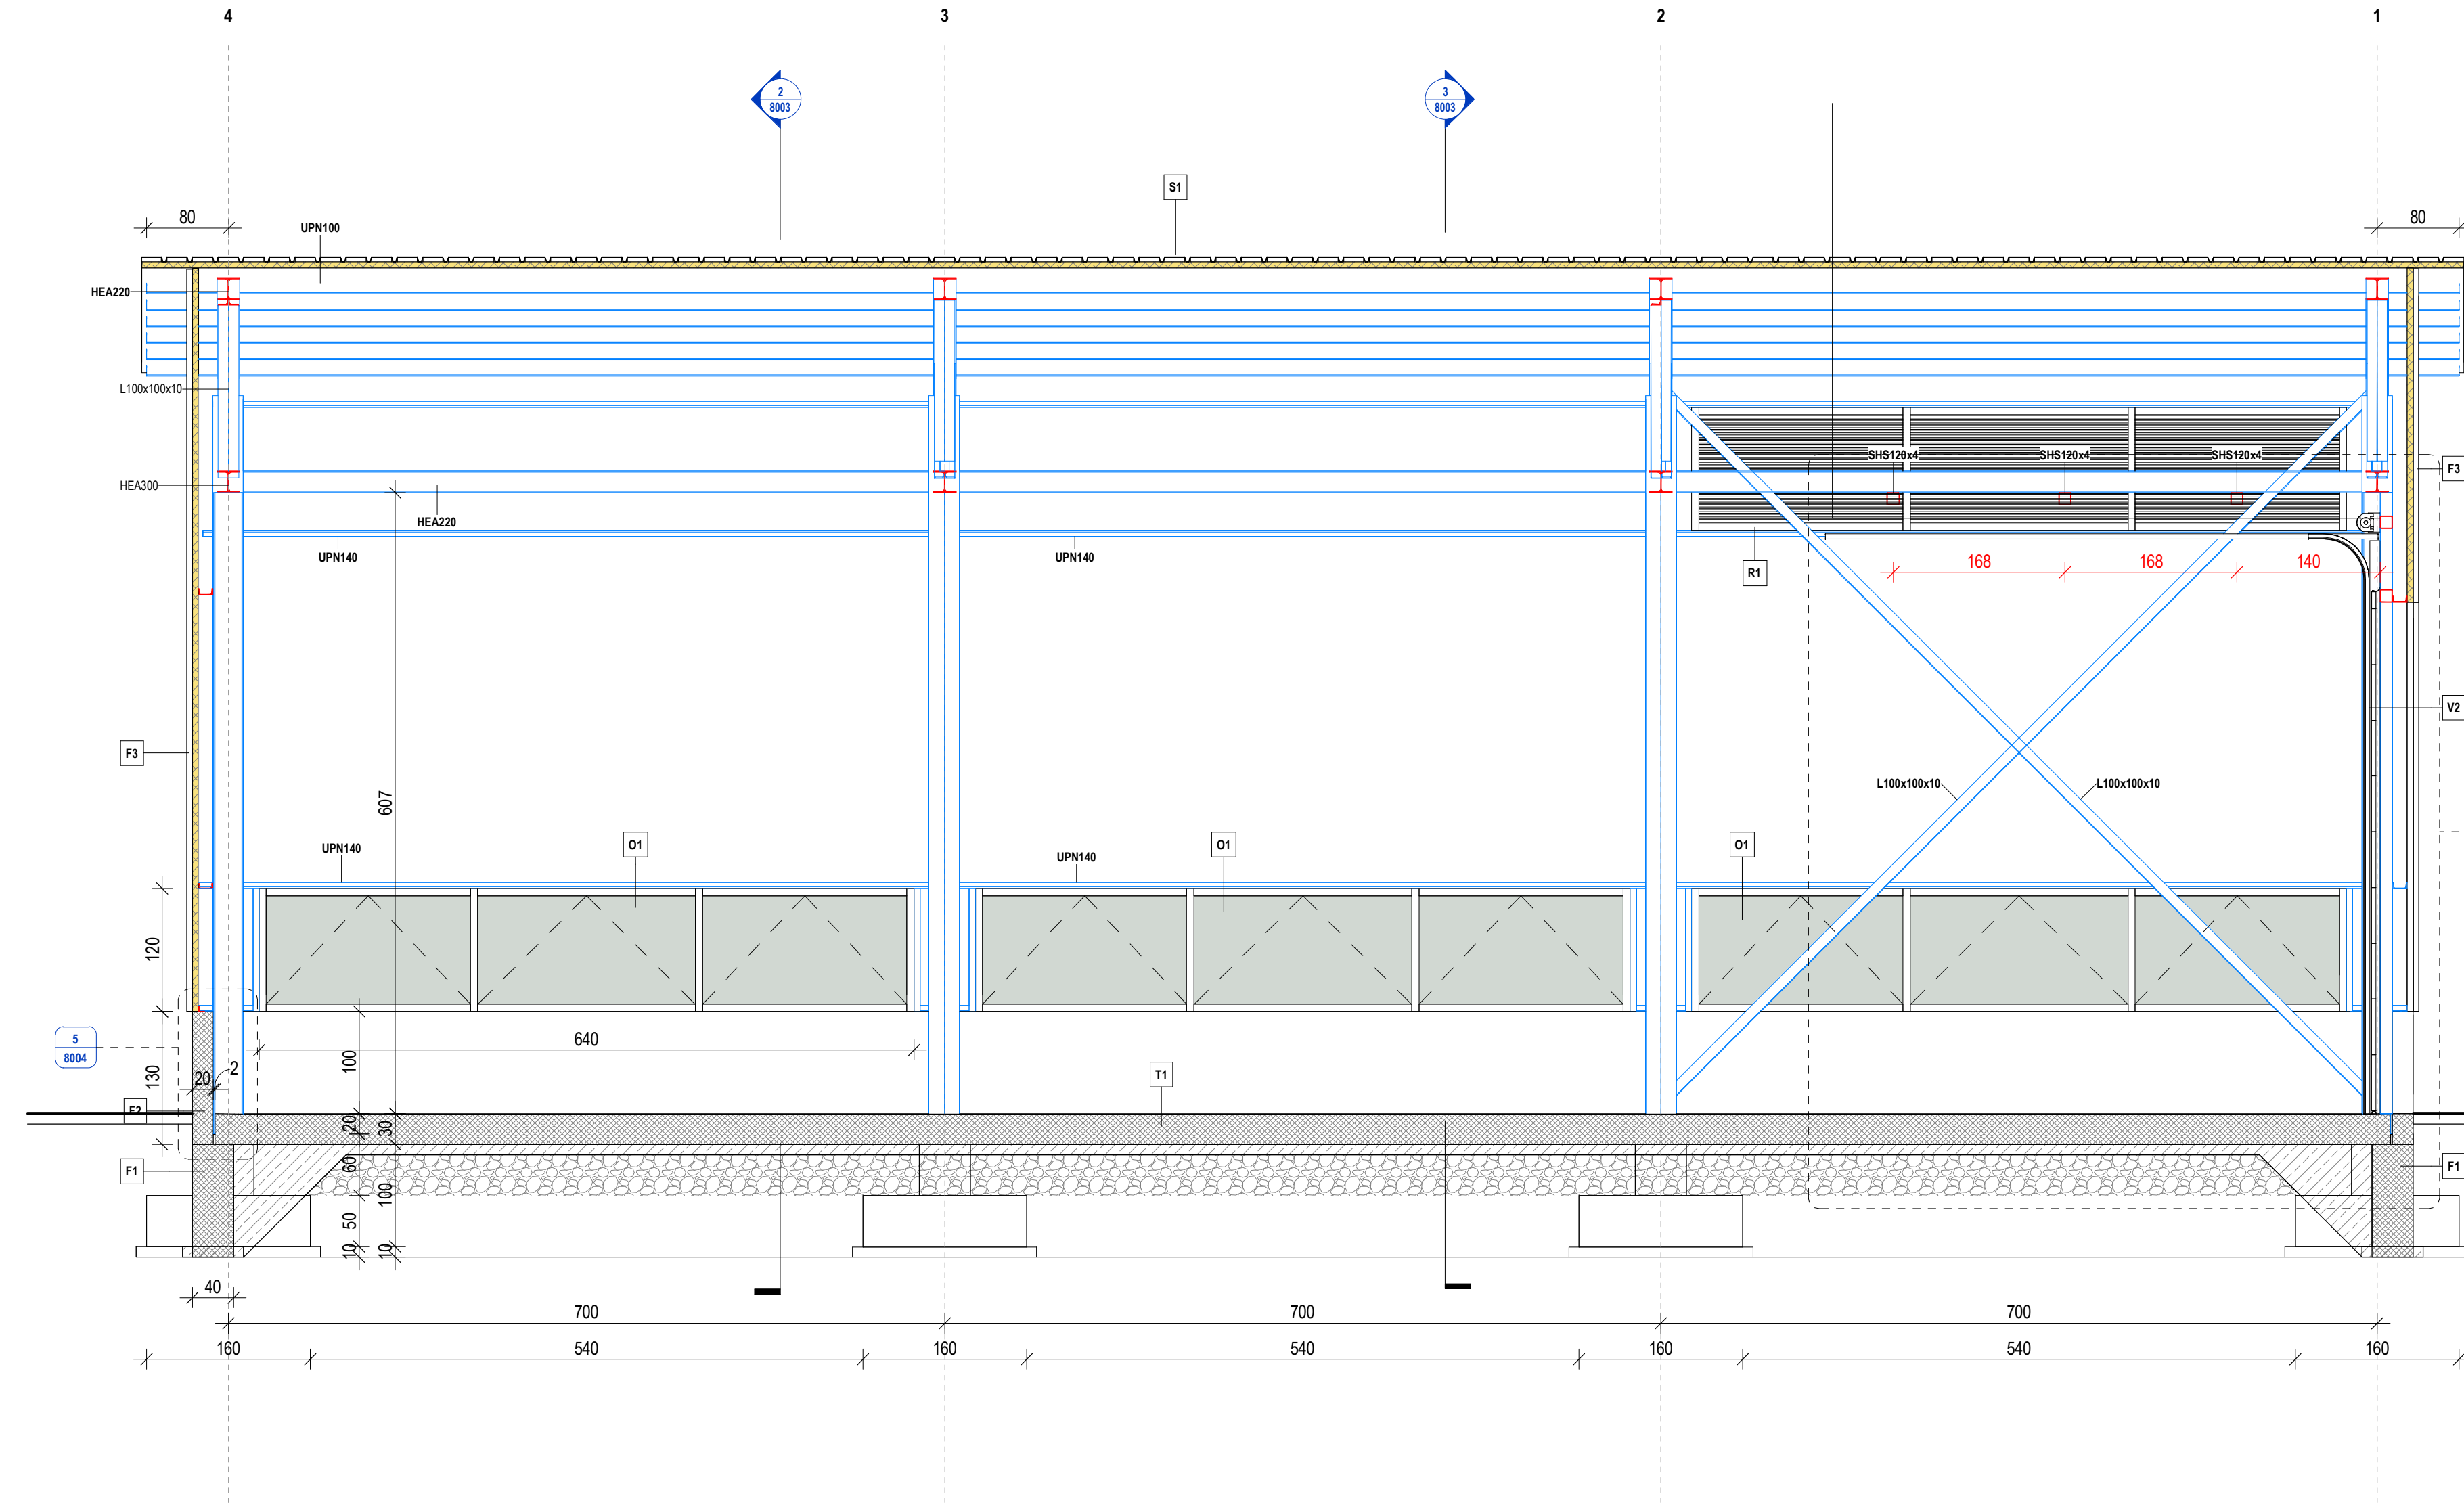 4
3
2
1
2
8003
3
8003
S1
80
80
UPN100
HEA220
L100x100x10
SHS120x4
SHS120x4
SHS120x4
F3
HEA300
HEA220
UPN140
UPN140
R1
168
168
140
F3
V2
607
L100x100x10
L100x100x10
UPN140
O1
UPN140
O1
O1
120
5
8004
640
100
130
20
2
T1
F2
20
30
F1
60
F1
100
50
10
10
40
700
700
700
160
540
160
540
160
540
160